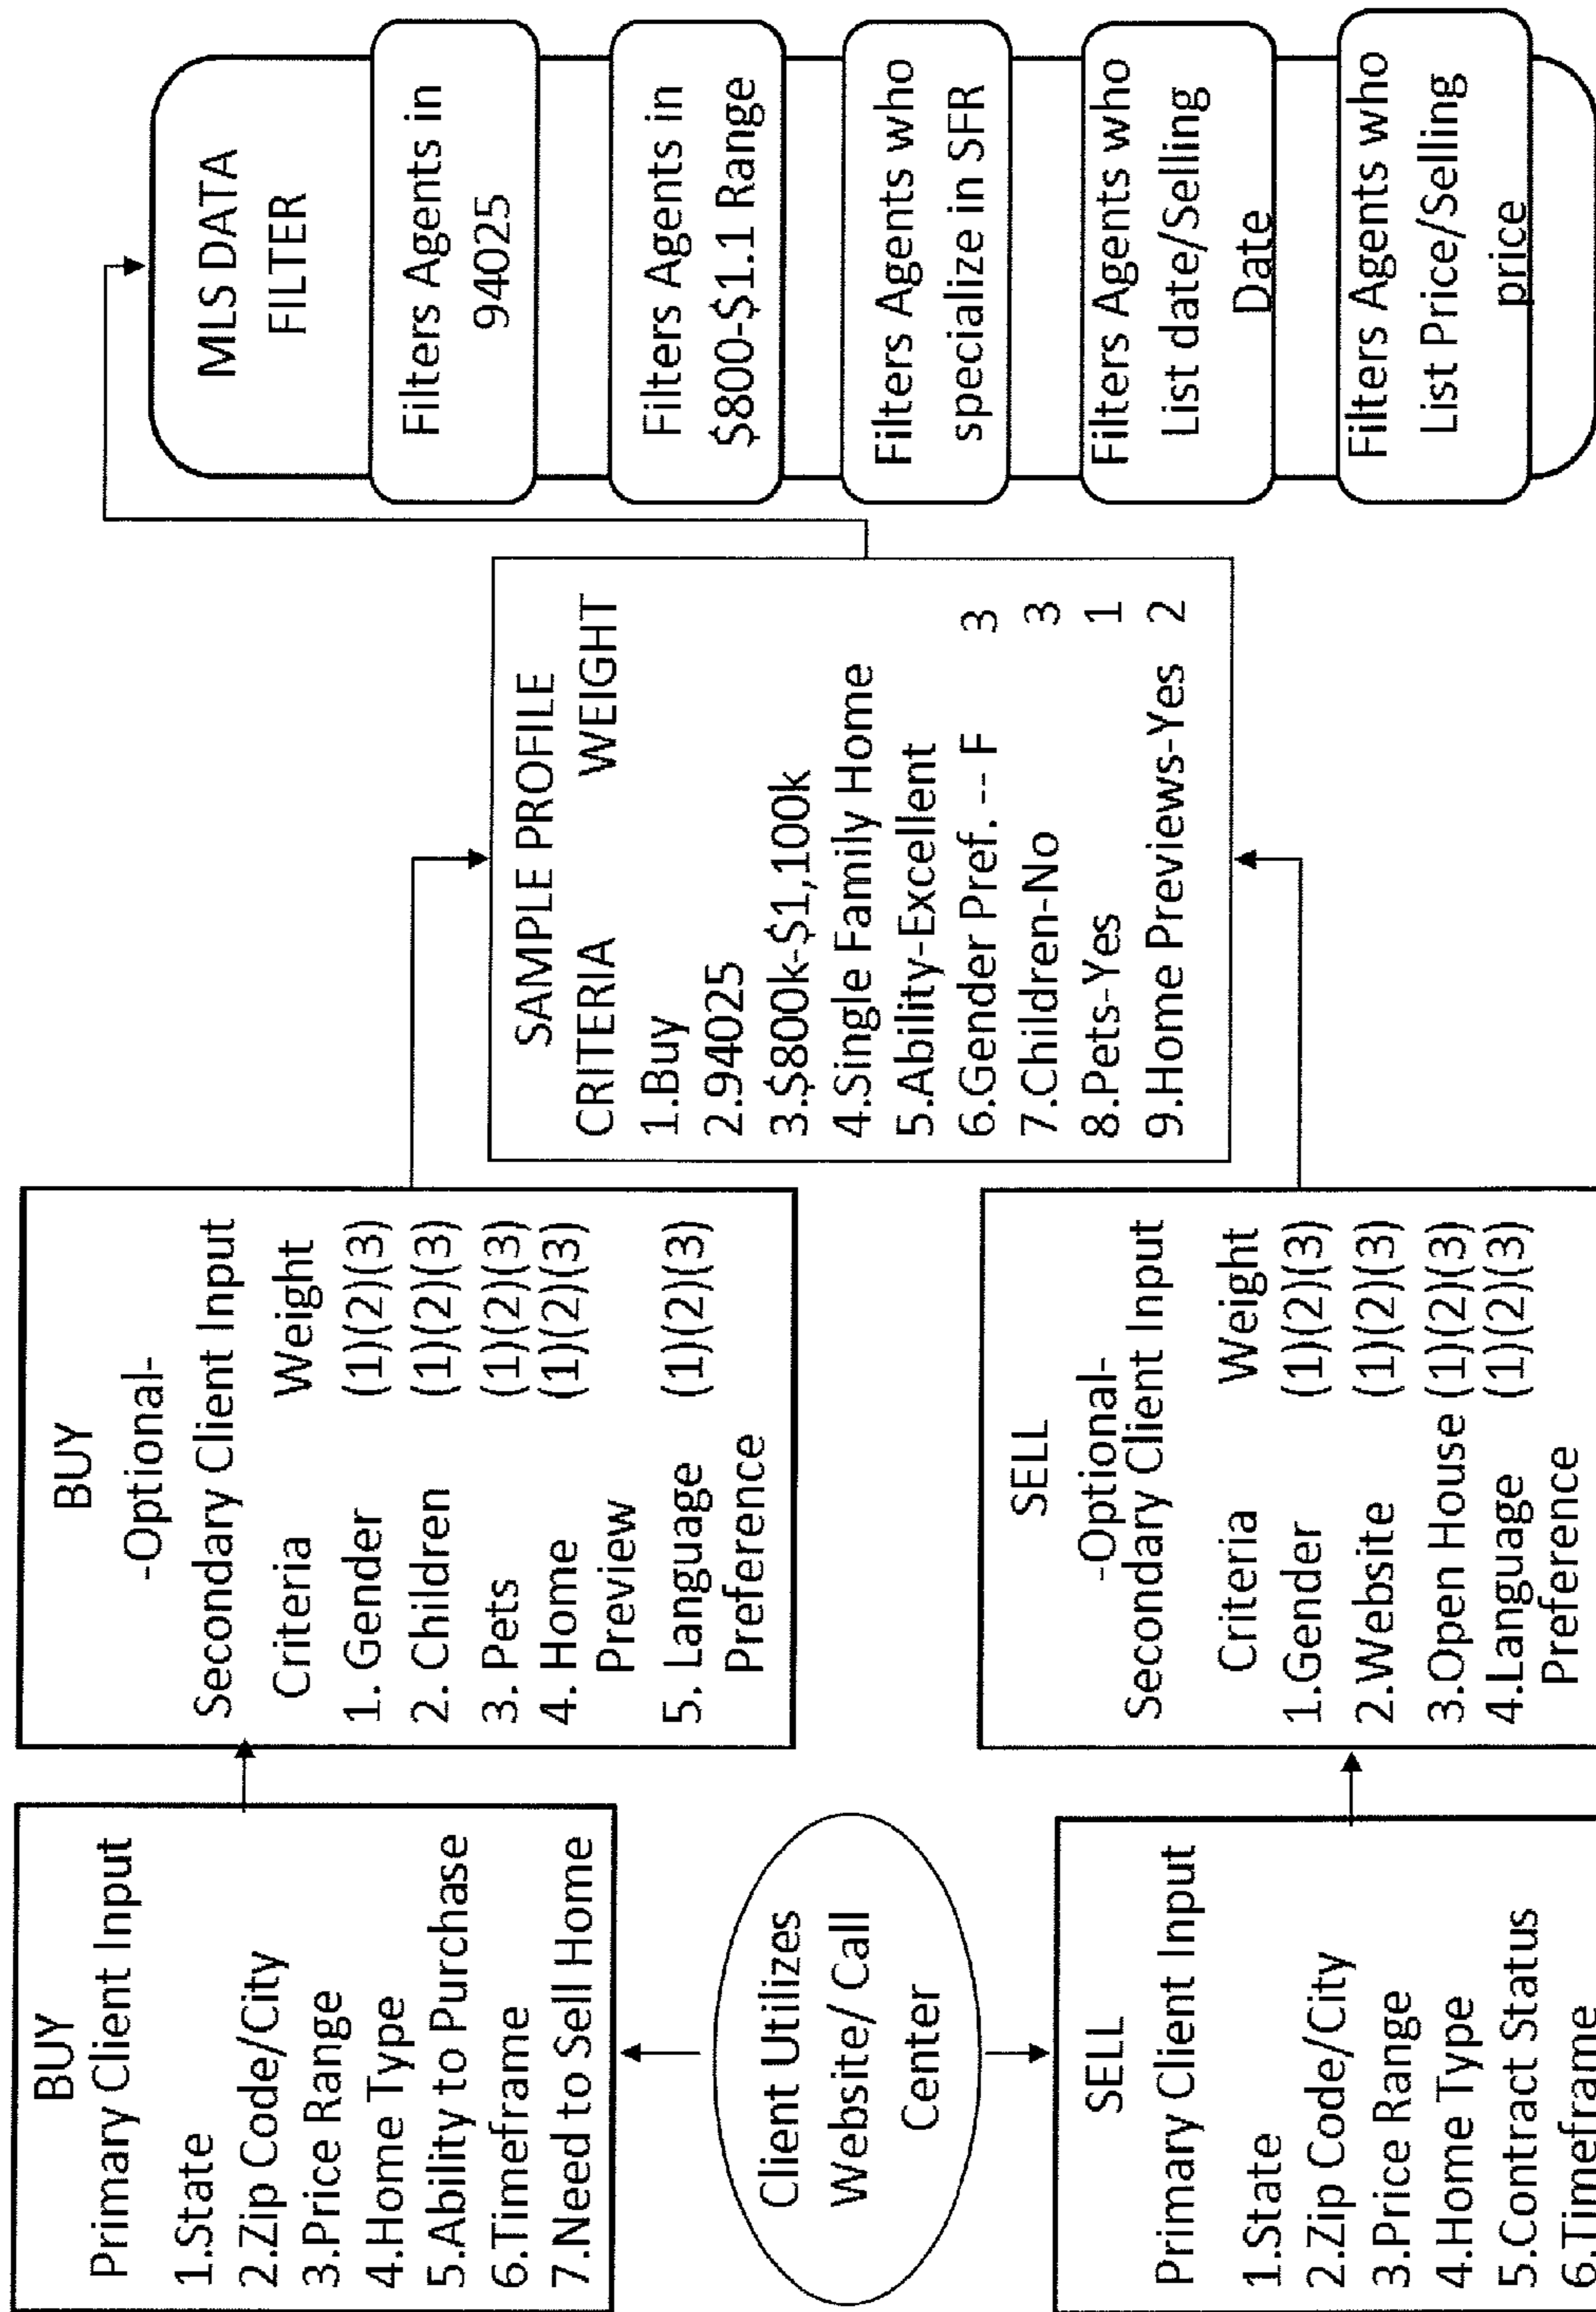 BUY
Primary Client Input
1.State
2.Zip Code/City
3.Price Range
4.Home Type
5.Ability to Purchase
6.Timeframe
7.Need to Sell Home
Client Utilizes
Website/ Call
Center
SELL
Primary Client Input
1.State
2.Zip Code/City
3.Price Range
4.Home Type
5.Contract Status
6.Timeframe
BUY
-Optional-
Secondary Client Input
Criteria Weight
1. Gender (1)(2)(3)
2. Children (1)(2)(3)
3. Pets (1)(2)(3)
4. Home (1)(2)(3)
Preview
5. Language (1)(2)(3)
Preference
SELL
-Optional-
Secondary Client Input
Criteria Weight
1.Gender (1)(2)(3)
2.Website (1)(2)(3)
3.Open House (1)(2)(3)
4.Language (1)(2)(3)
Preference
SAMPLE PROFILE
CRITERIA WEIGHT
1.Buy
2.94025
3.$800k-$1,100k
4.Single Family Home
5.Ability-Excellent
6.Gender Pref. -- F 3
7.Children-No 3
8.Pets-Yes 1
9.Home Previews-Yes 2
MLS DATA
FILTER
Filters Agents in
94025
Filters Agents in
$800-$1.1 Range
Filters Agents who
specialize in SFR
Filters Agents who
List date/Selling
Date
Filters Agents who
List Price/Selling
price